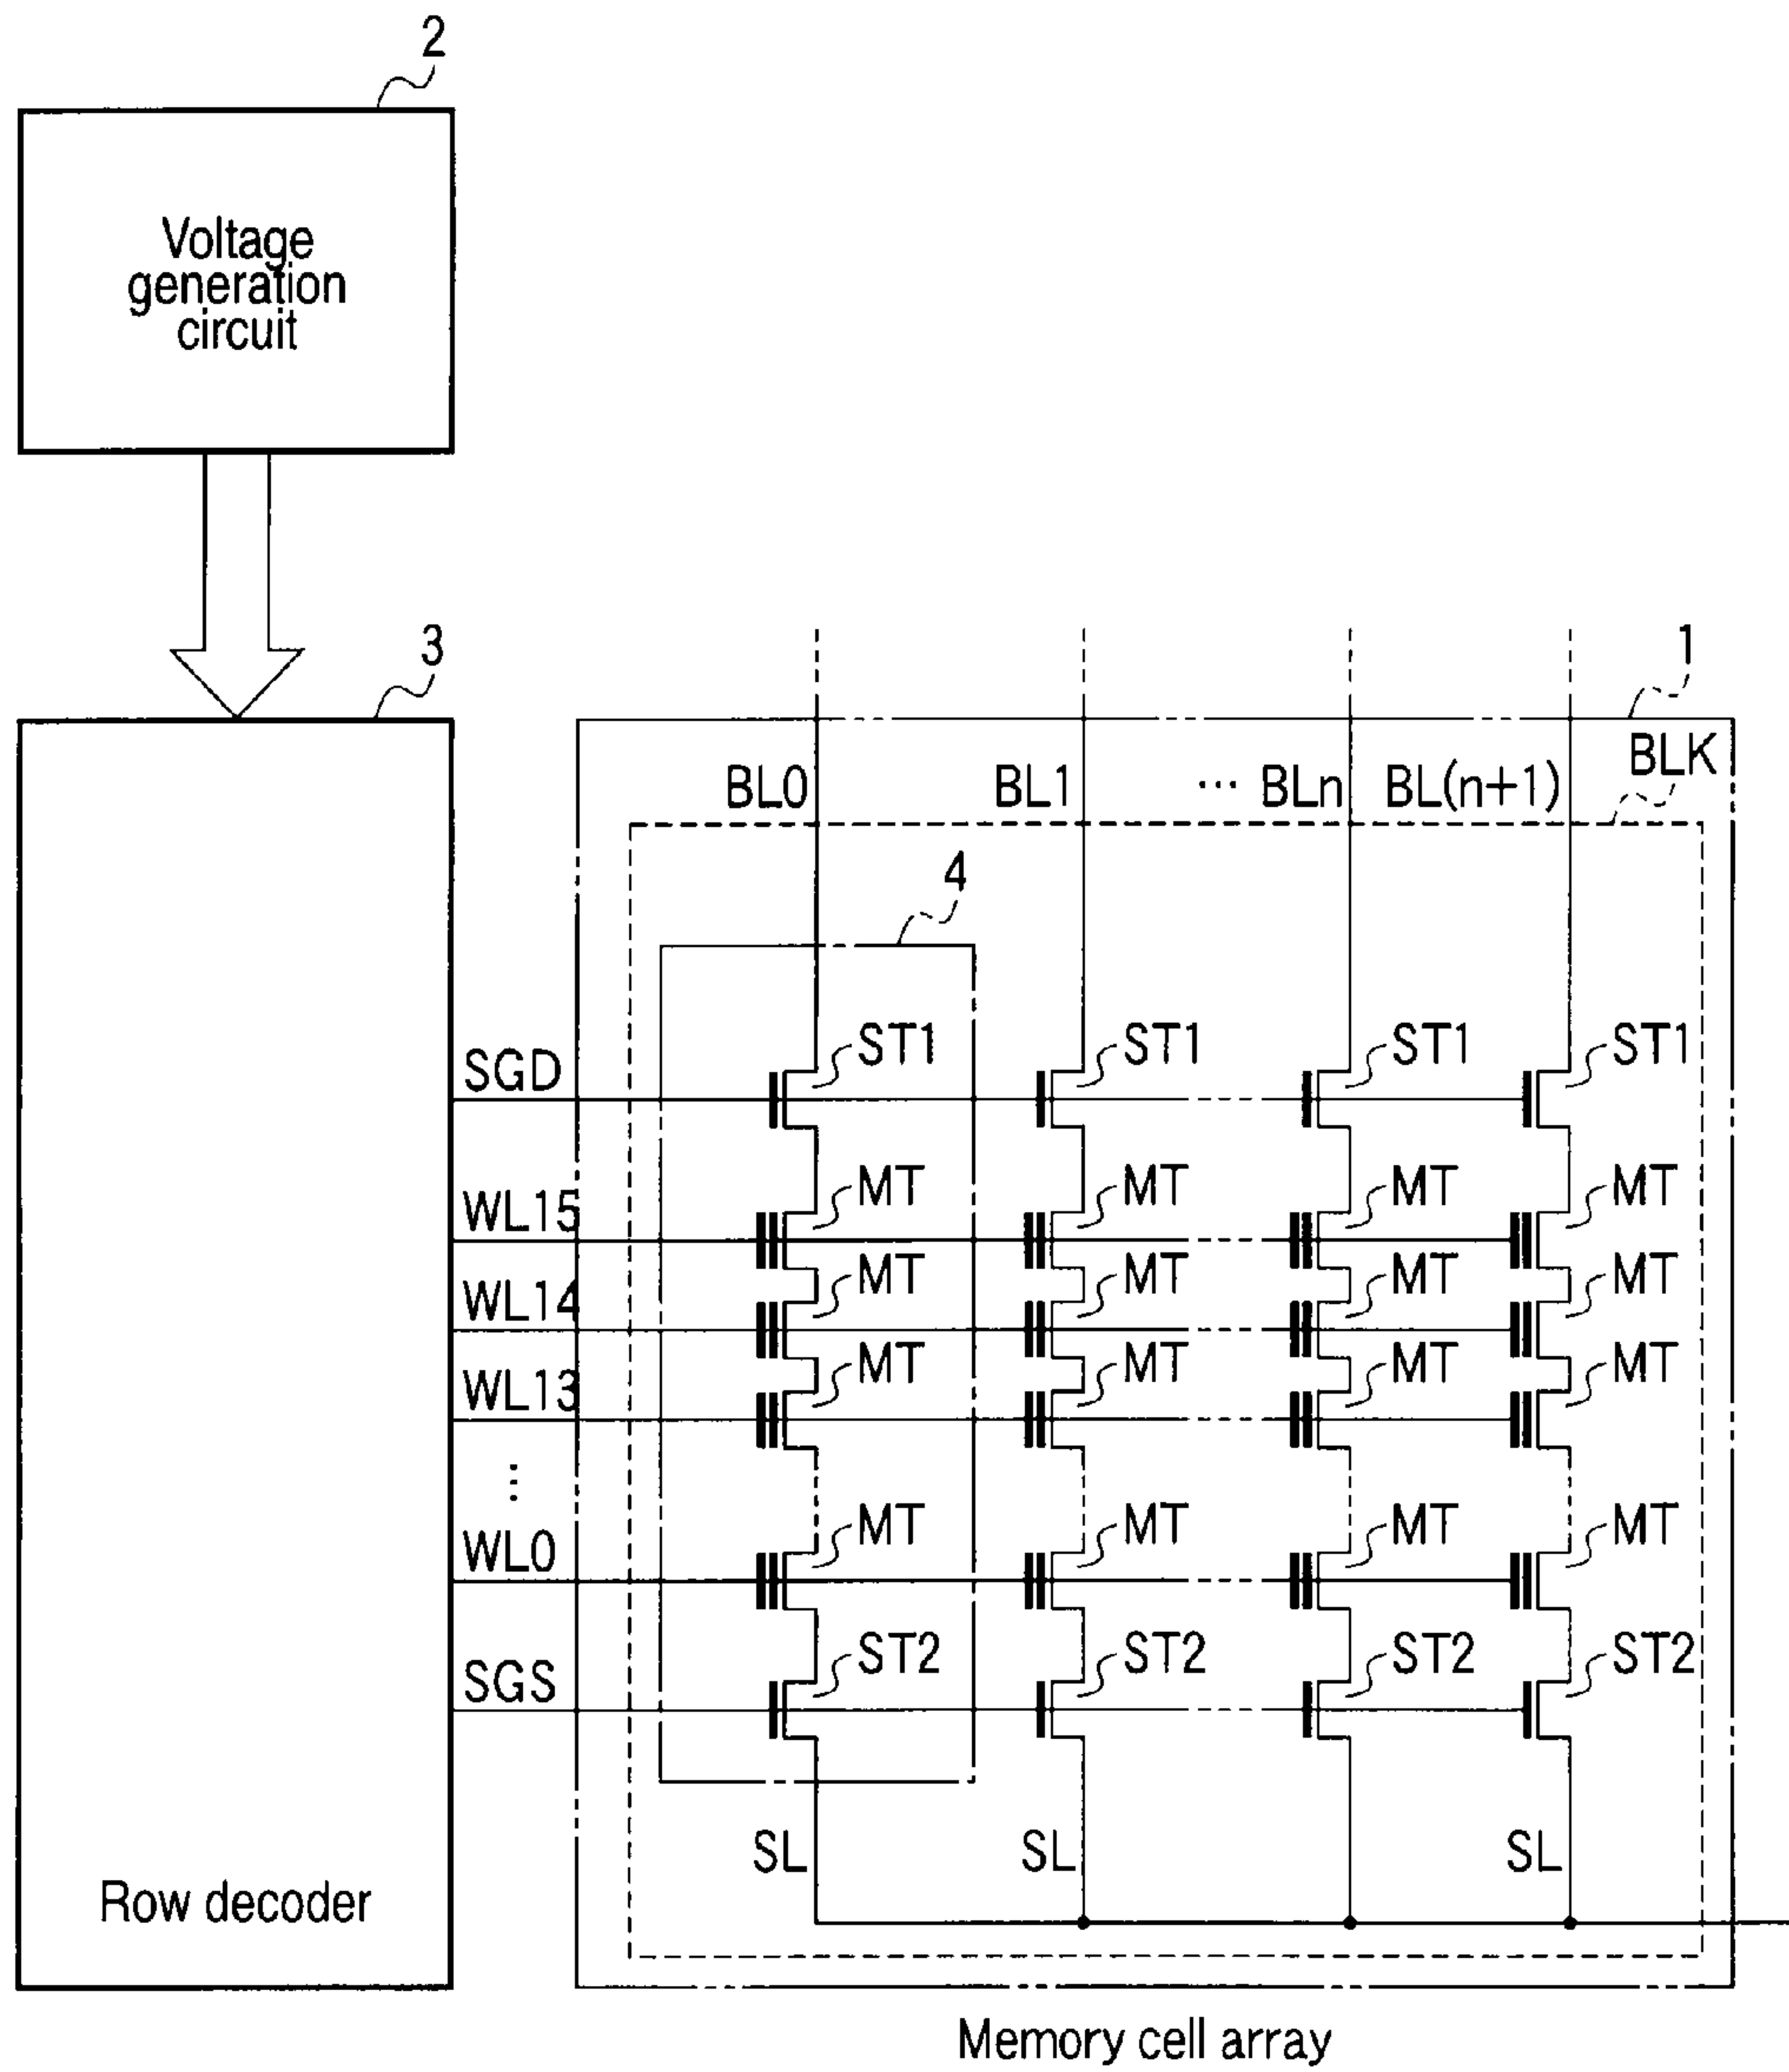 2
Voltage
generation
circuit
3
1
BLK
BL0 BL1 ... BLn BL(n+1)
4
SGD ST1 ST1 ST1 ST1
WL15 MT MT MT MT
WL14 MT MT MT MT
WL13 MT MT MT MT
⋮
WL0 MT MT MT MT
SGS ST2 ST2 ST2 ST2
SL SL SL
Row decoder
Memory cell array